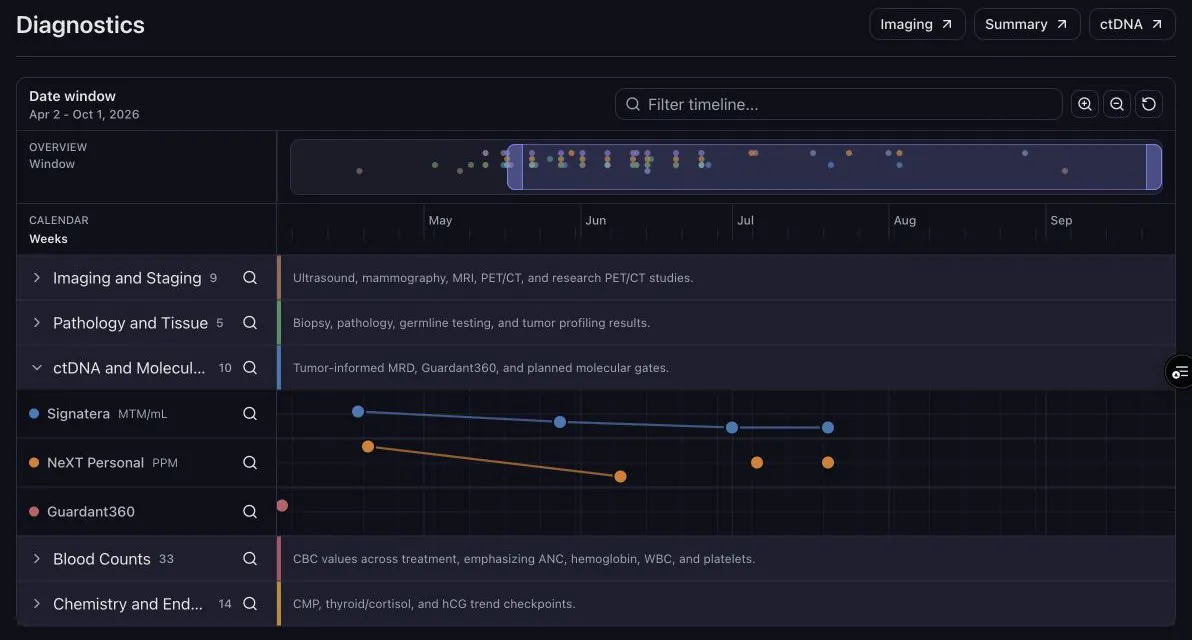 Diagnostics
Imaging ↗ Summary ↗ ctDNA ↗
Date window
Apr 2 - Oct 1, 2026
Filter timeline...
OVERVIEW
Window
CALENDAR
Weeks
May Jun Jul Aug Sep
Imaging and Staging 9
Ultrasound, mammography, MRI, PET/CT, and research PET/CT studies.
Pathology and Tissue 5
Biopsy, pathology, germline testing, and tumor profiling results.
ctDNA and Molecul... 10
Tumor-informed MRD, Guardant360, and planned molecular gates.
Signatera MTM/mL
NeXT Personal PPM
Guardant360
Blood Counts 33
CBC values across treatment, emphasizing ANC, hemoglobin, WBC, and platelets.
Chemistry and End... 14
CMP, thyroid/cortisol, and hCG trend checkpoints.